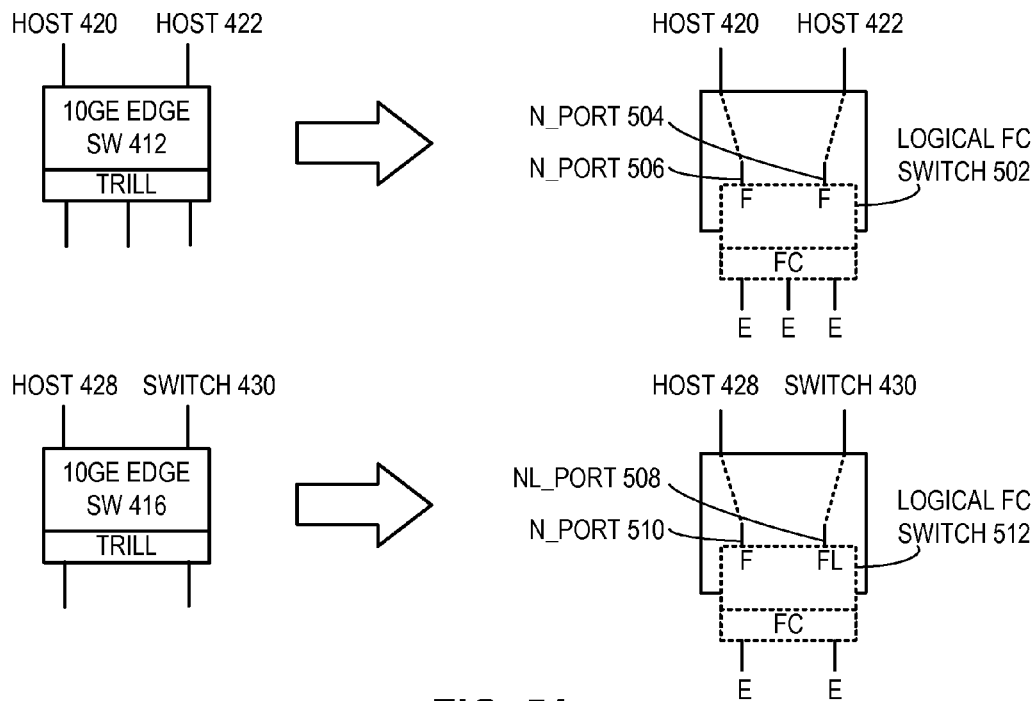 HOST 420 HOST 422
10GE EDGE
SW 412
TRILL
HOST 420 HOST 422
N_PORT 504
N_PORT 506
LOGICAL FC
SWITCH 502
F F
FC
E E E
HOST 428 SWITCH 430
10GE EDGE
SW 416
TRILL
HOST 428 SWITCH 430
NL_PORT 508
N_PORT 510
LOGICAL FC
SWITCH 512
F FL
FC
E E